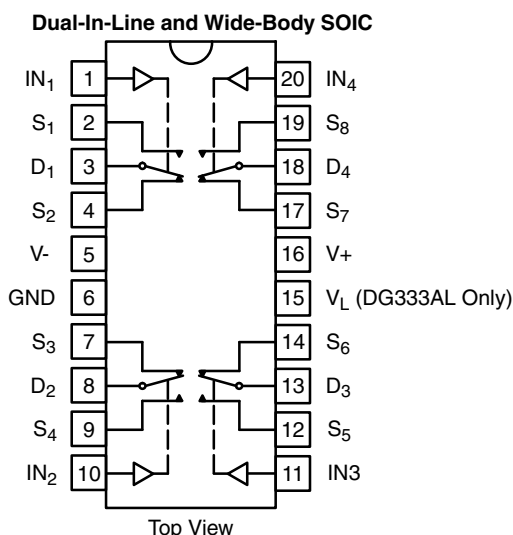 Dual-In-Line and Wide-Body SOIC
IN₁ 1 20 IN₄
S₁ 2 19 S₈
D₁ 3 18 D₄
S₂ 4 17 S₇
V- 5 16 V+
GND 6 15 V_L (DG333AL Only)
S₃ 7 14 S₆
D₂ 8 13 D₃
S₄ 9 12 S₅
IN₂ 10 11 IN3
Top View